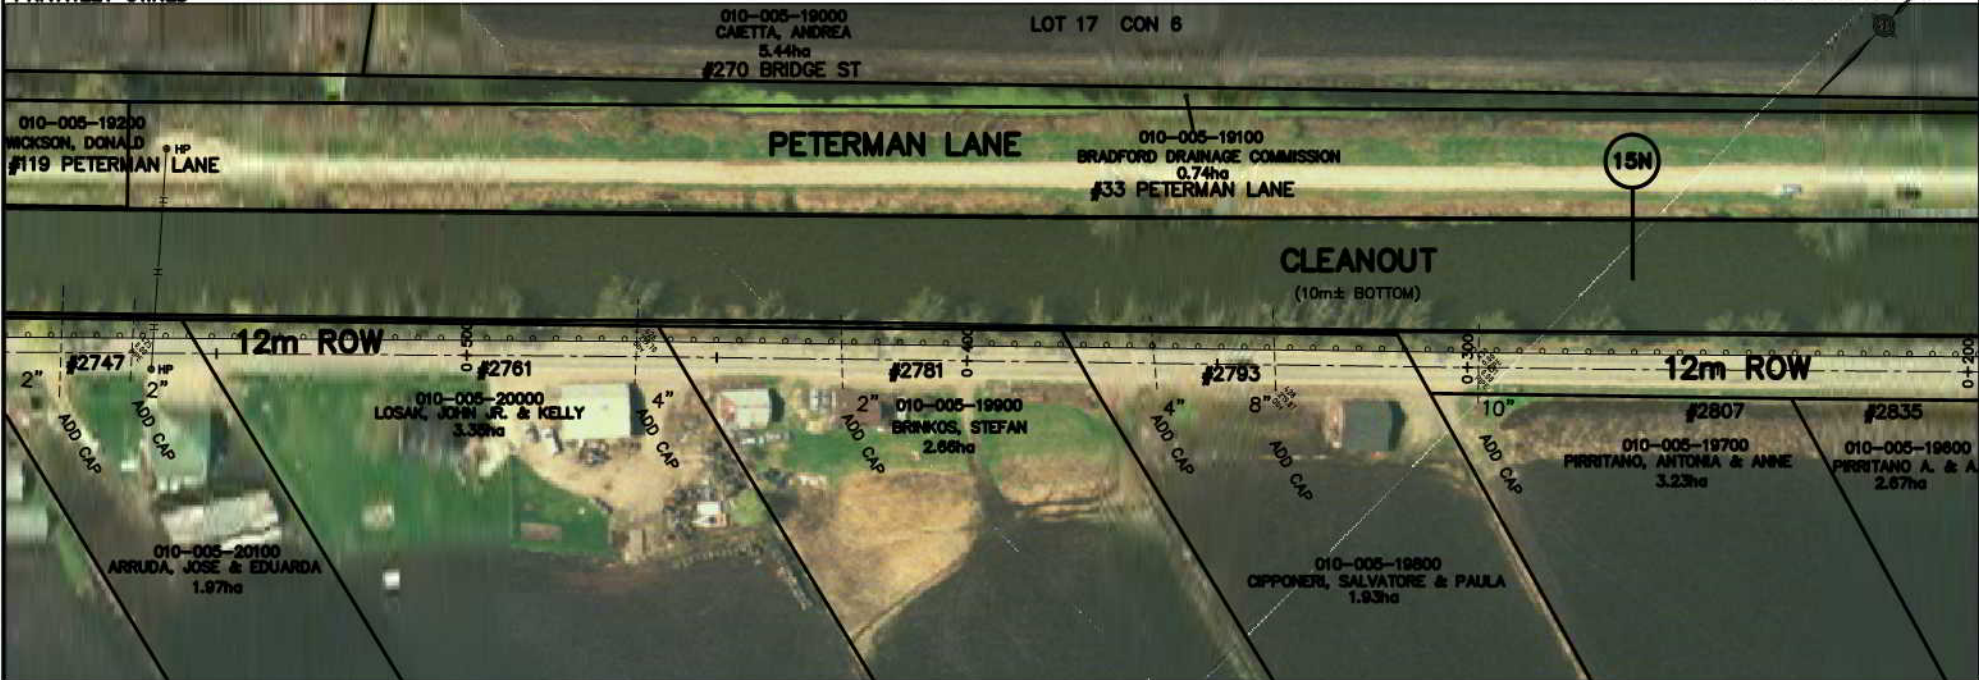 010-005-19000
CAIETTA, ANDREA
5.44ha
#270 BRIDGE ST
LOT 17 CON 6
010-005-19200
WICKSON, DONALD
#119 PETERMAN LANE
HP
PETERMAN LANE
010-005-19100
BRADFORD DRAINAGE COMMISSION
0.74ha
#33 PETERMAN LANE
15N
CLEANOUT
(10m± BOTTOM)
12m ROW
0+500
0+400
0+300
0+200
12m ROW
#2747
HP
#2761
#2781
#2793
#2807
#2835
2"
ADD CAP
2"
ADD CAP
010-005-20000
LOSAK, JOHN JR. & KELLY
3.35ha
4"
ADD CAP
2"
ADD CAP
010-005-19900
BRINKOS, STEFAN
2.66ha
4"
ADD CAP
8"
ADD CAP
10"
ADD CAP
010-005-19700
PIRRITANO, ANTONIA & ANNE
3.23ha
010-005-19600
PIRRITANO A. & A
2.67ha
010-005-20100
ARRUDA, JOSE & EDUARDA
1.97ha
010-005-19800
CIPPONERI, SALVATORE & PAULA
1.93ha